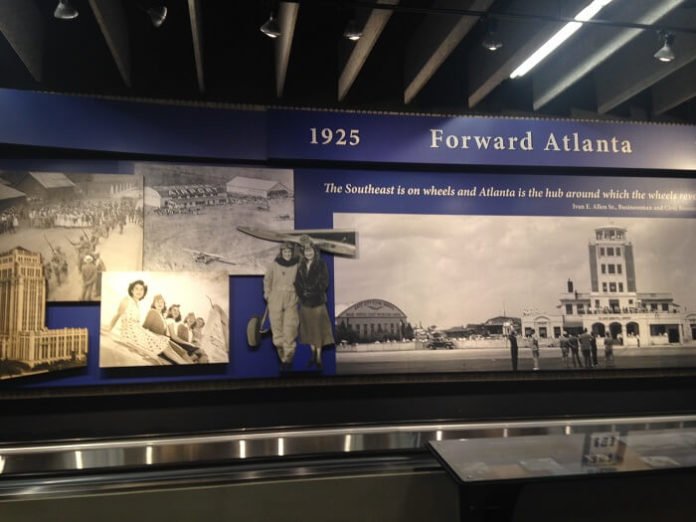 1925
Forward Atlanta
The Southeast is on wheels and Atlanta is the hub around which the wheels
Ivan E. Allen Sr., Businessman and Civic